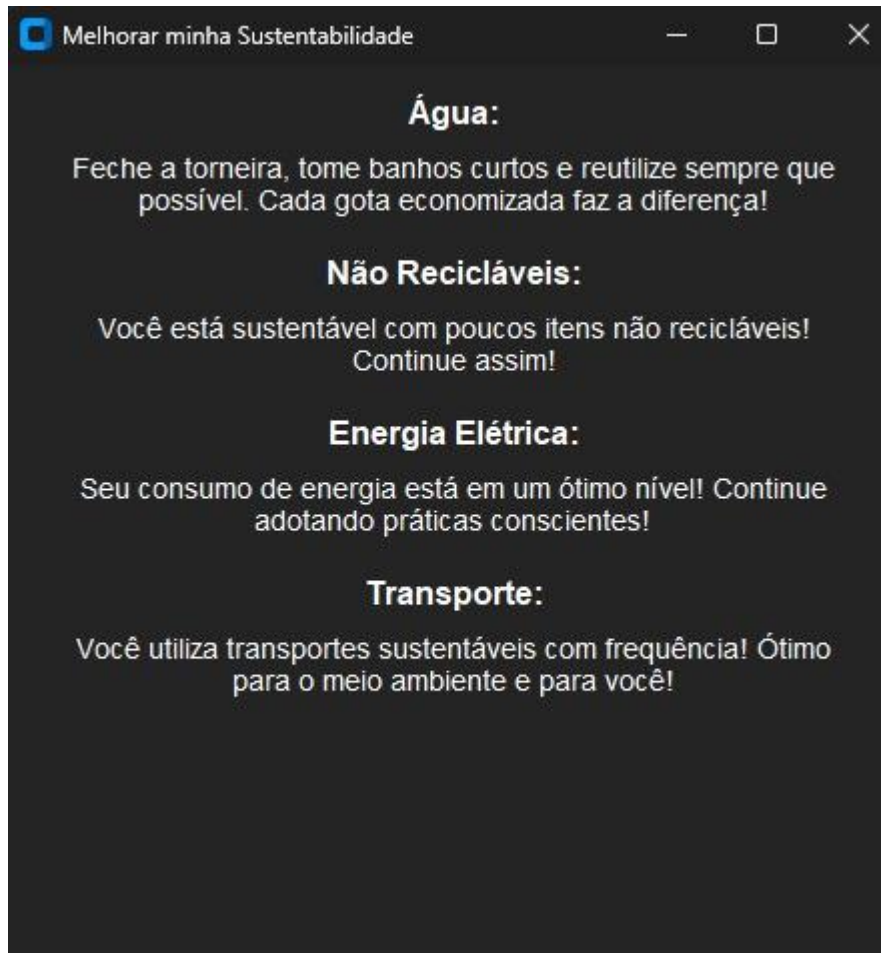 Melhorar minha Sustentabilidade
Água:
Feche a torneira, tome banhos curtos e reutilize sempre que
possível. Cada gota economizada faz a diferença!
Não Recicláveis:
Você está sustentável com poucos itens não recicláveis!
Continue assim!
Energia Elétrica:
Seu consumo de energia está em um ótimo nível! Continue
adotando práticas conscientes!
Transporte:
Você utiliza transportes sustentáveis com frequência! Ótimo
para o meio ambiente e para você!